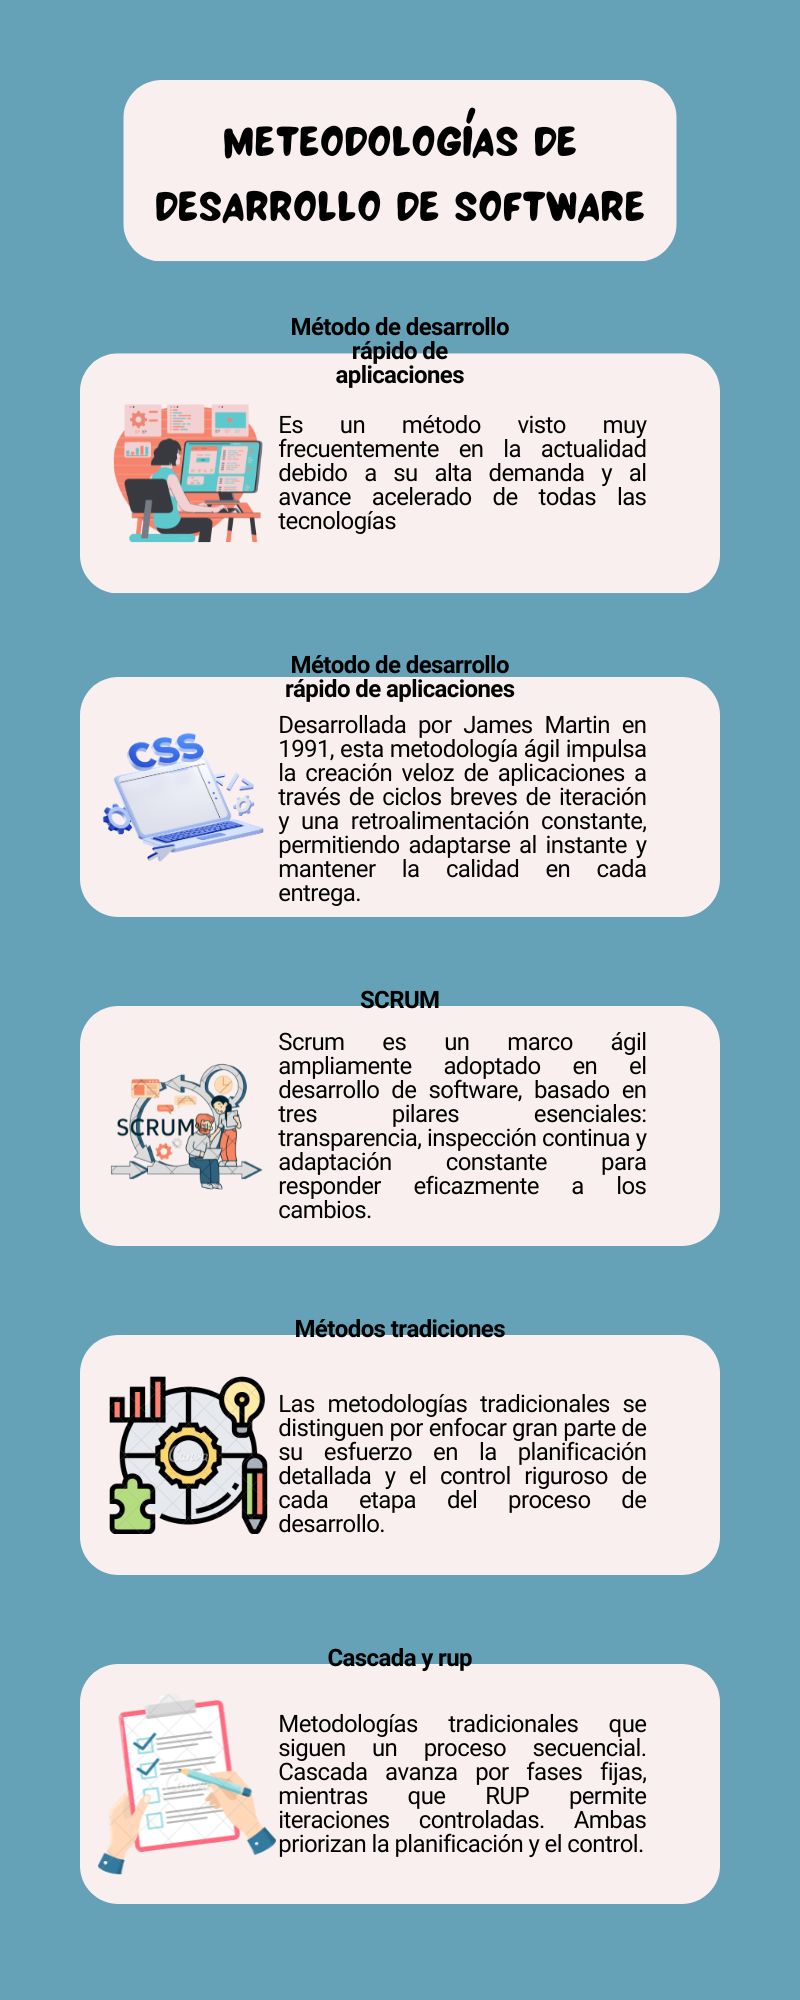 METEODOLOGÍAS DE
DESARROLLO DE SOFTWARE
Método de desarrollo
rápido de
aplicaciones
Es un método visto muy
frecuentemente en la actualidad
debido a su alta demanda y al
avance acelerado de todas las
tecnologías
Método de desarrollo
rápido de aplicaciones
CSS
</>
Desarrollada por James Martin en
1991, esta metodología ágil impulsa
la creación veloz de aplicaciones a
través de ciclos breves de iteración
y una retroalimentación constante,
permitiendo adaptarse al instante y
mantener la calidad en cada
entrega.
SCRUM
SCRUM
Scrum es un marco ágil
ampliamente adoptado en el
desarrollo de software, basado en
tres pilares esenciales:
transparencia, inspección continua y
adaptación constante para
responder eficazmente a los
cambios.
Métodos tradiciones
Canva
Las metodologías tradicionales se
distinguen por enfocar gran parte de
su esfuerzo en la planificación
detallada y el control riguroso de
cada etapa del proceso de
desarrollo.
Cascada y rup
Canva
Metodologías tradicionales que
siguen un proceso secuencial.
Cascada avanza por fases fijas,
mientras que RUP permite
iteraciones controladas. Ambas
priorizan la planificación y el control.